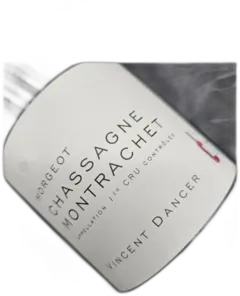 MORGEOT
CHASSAGNE
MONTRACHET
APPELLATION 1ER CRU CONTRÔLÉE
VINCENT DANCER